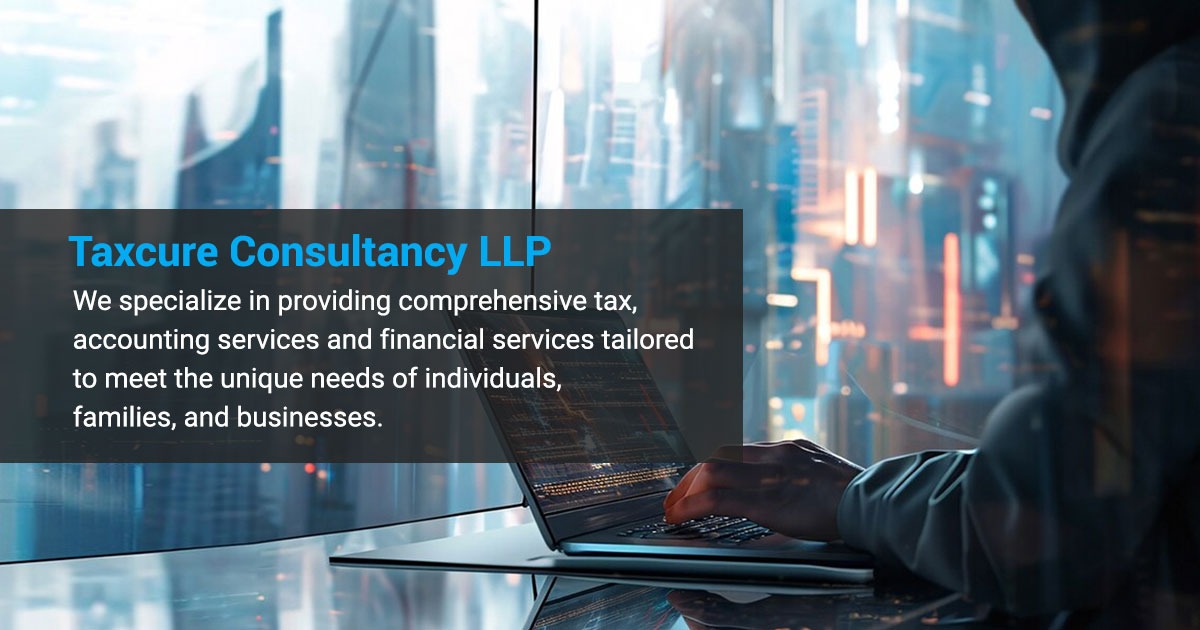 Taxcure Consultancy LLP
We specialize in providing comprehensive tax,
accounting services and financial services tailored
to meet the unique needs of individuals,
families, and businesses.